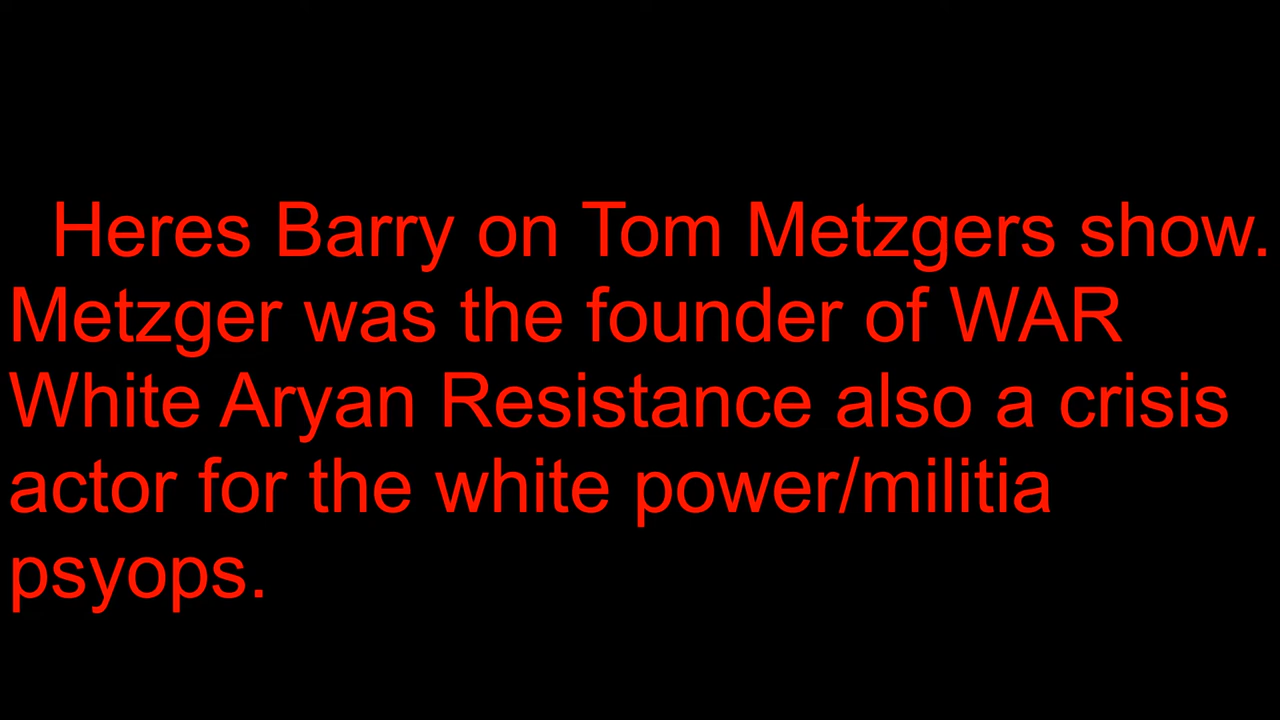 Heres Barry on Tom Metzgers show.
Metzger was the founder of WAR
White Aryan Resistance also a crisis
actor for the white power/militia
psyops.